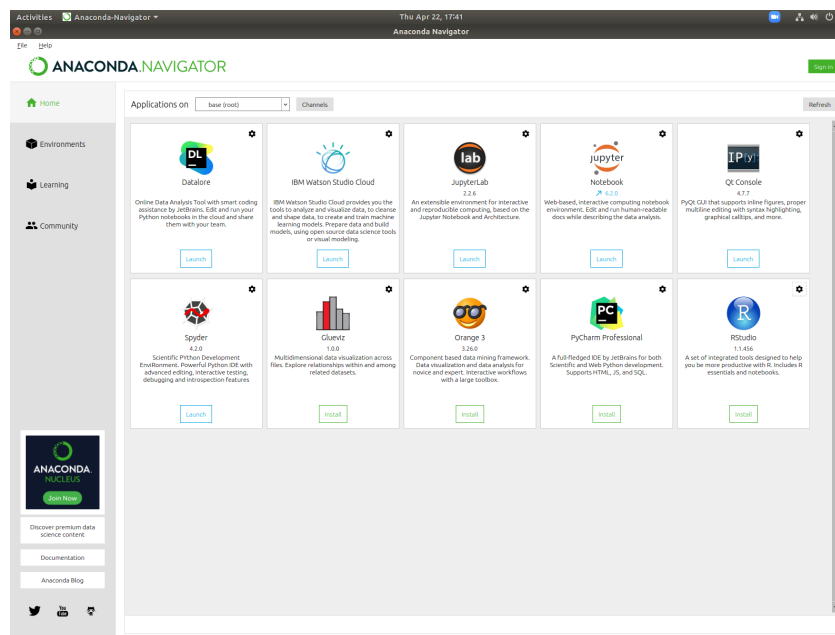 Activities Anaconda-Navigator Thu Apr 22, 17:41
Anaconda Navigator
File Help
ANACONDA.NAVIGATOR Sign in
Home
Environments
Learning
Community
Applications on base (root) Channels Refresh
DL
Datalore
Online Data Analysis Tool with smart coding
assistance by JetBrains. Edit and run your
Python notebooks in the cloud and share
them with your team.
Launch
IBM Watson Studio Cloud
IBM Watson Studio Cloud provides you the
tools to analyze and visualize data, to cleanse
and shape data, to create and train machine
learning models. Prepare data and build
models, using open source data science tools
or visual modeling.
Launch
lab
JupyterLab
2.2.6
An extensible environment for interactive
and reproducible computing, based on the
Jupyter Notebook and Architecture.
Launch
jupyter
Notebook
6.2.0
Web-based, interactive computing notebook
environment. Edit and run human-readable
docs while describing the data analysis.
Launch
IP[y]:
Qt Console
4.7.7
PyQt GUI that supports inline figures, proper
multiline editing with syntax highlighting,
graphical calltips, and more.
Launch
Spyder
4.2.0
Scientific PYthon Development
EnviRonment. Powerful Python IDE with
advanced editing, interactive testing,
debugging and introspection features
Launch
Glueviz
1.0.0
Multidimensional data visualization across
files. Explore relationships within and among
related datasets.
Install
Orange 3
3.26.0
Component based data mining framework.
Data visualization and data analysis for
novice and expert. Interactive workflows
with a large toolbox.
Install
PC
PyCharm Professional
A full-fledged IDE by JetBrains for both
Scientific and Web Python development.
Supports HTML, JS, and SQL.
Install
R
RStudio
1.1.456
A set of integrated tools designed to help
you be more productive with R. Includes R
essentials and notebooks.
Install
ANACONDA.
NUCLEUS
Join Now
Discover premium data
science content
Documentation
Anaconda Blog
You
Tube